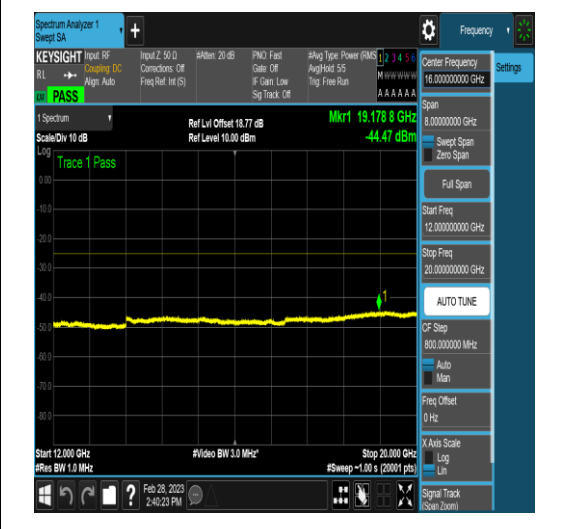 Spectrum Analyzer 1
Swept SA
Frequency
KEYSIGHT
RL
Input: RF
Coupling: DC
Align: Auto
Input Z: 50 Ω
Corrections: Off
Freq Ref: Int (S)
#Atten: 20 dB
PNO: Fast
Gate: Off
IF Gain: Low
Sig Track: Off
#Avg Type: Power (RMS
Avg|Hold: 5/5
Trig: Free Run
1 2 3 4 5 6
M W W W W W
A A A A A A
PASS
1 Spectrum
Scale/Div 10 dB
Ref Lvl Offset 18.77 dB
Ref Level 10.00 dBm
Mkr1 19.178 8 GHz
-44.47 dBm
Log
Trace 1 Pass
0.00
-10.0
-20.0
-30.0
-40.0
-50.0
-60.0
-70.0
-80.0
1
Start 12.000 GHz
#Res BW 1.0 MHz
#Video BW 3.0 MHz*
Stop 20.000 GHz
#Sweep ~1.00 s (20001 pts)
Feb 28, 2023
2:40:23 PM
Center Frequency
16.000000000 GHz
Settings
Span
8.00000000 GHz
Swept Span
Zero Span
Full Span
Start Freq
12.000000000 GHz
Stop Freq
20.000000000 GHz
AUTO TUNE
CF Step
800.000000 MHz
Auto
Man
Freq Offset
0 Hz
X Axis Scale
Log
Lin
Signal Track
(Span Zoom)